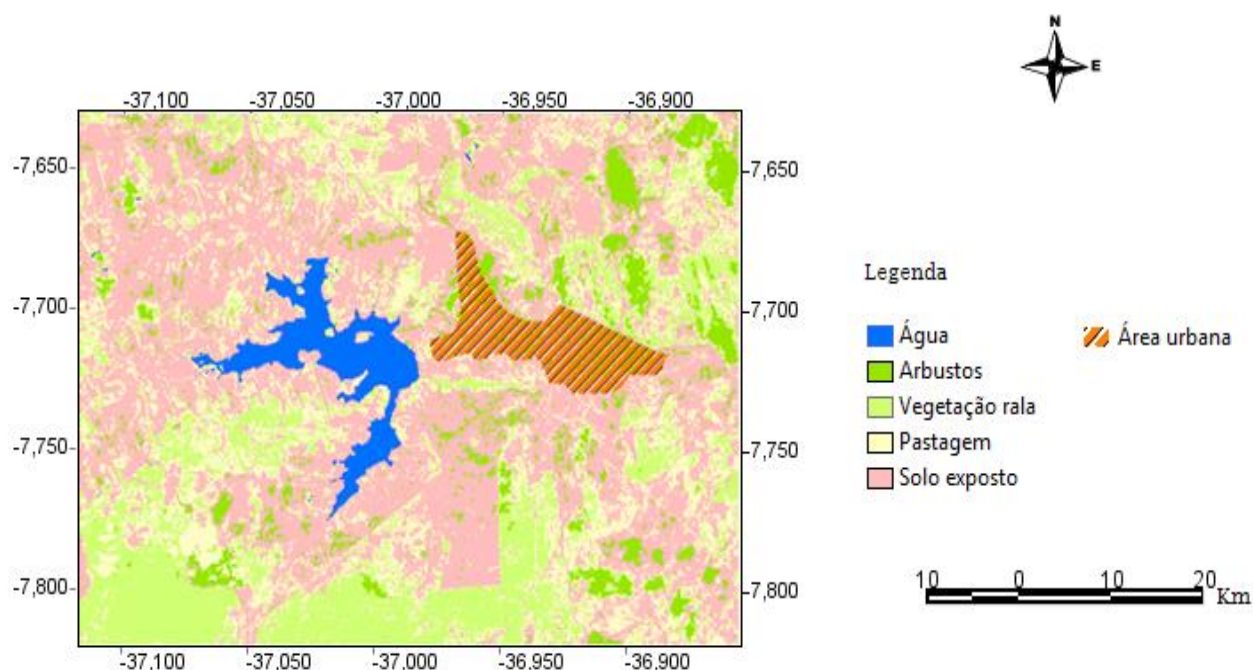 N
E
-37,100 -37,050 -37,000 -36,950 -36,900
-7,650 -7,650
-7,700 -7,700
-7,750 -7,750
-7,800 -7,800
-37,100 -37,050 -37,000 -36,950 -36,900
Legenda
Água Área urbana
Arbustos
Vegetação rala
Pastagem
Solo exposto
10 0 10 20
Km